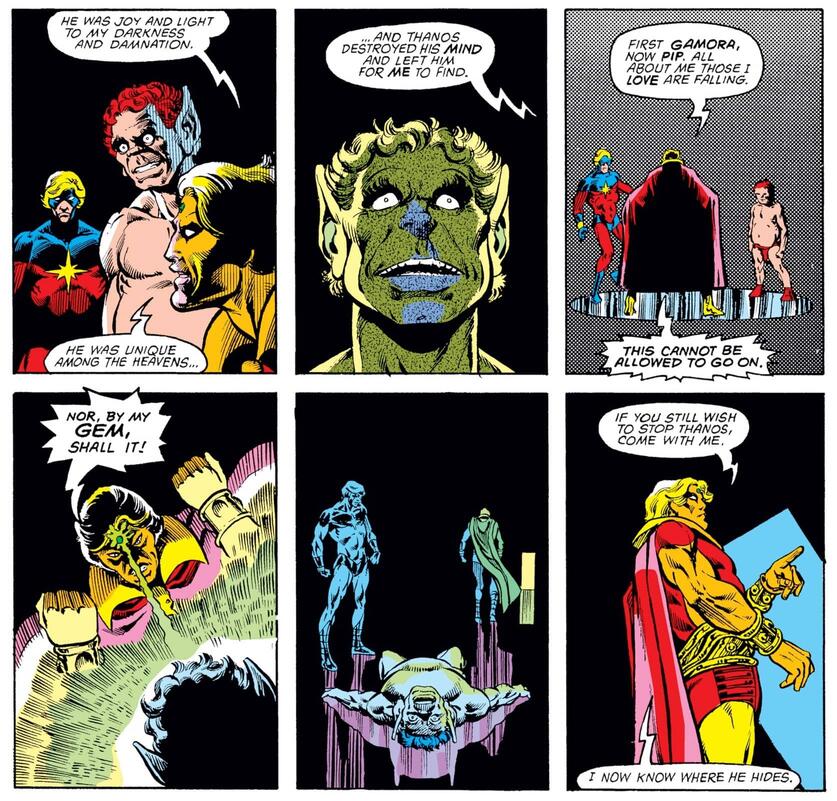 HE WAS JOY AND LIGHT
TO MY DARKNESS
AND DAMNATION.
HE WAS UNIQUE
AMONG THE HEAVENS...
...AND THANOS
DESTROYED HIS MIND
AND LEFT HIM
FOR ME TO FIND.
FIRST GAMORA,
NOW PIP. ALL
ABOUT ME THOSE I
LOVE ARE FALLING.
THIS CANNOT BE
ALLOWED TO GO ON.
NOR, BY MY
GEM,
SHALL IT!
IF YOU STILL WISH
TO STOP THANOS,
COME WITH ME.
I NOW KNOW WHERE HE HIDES.